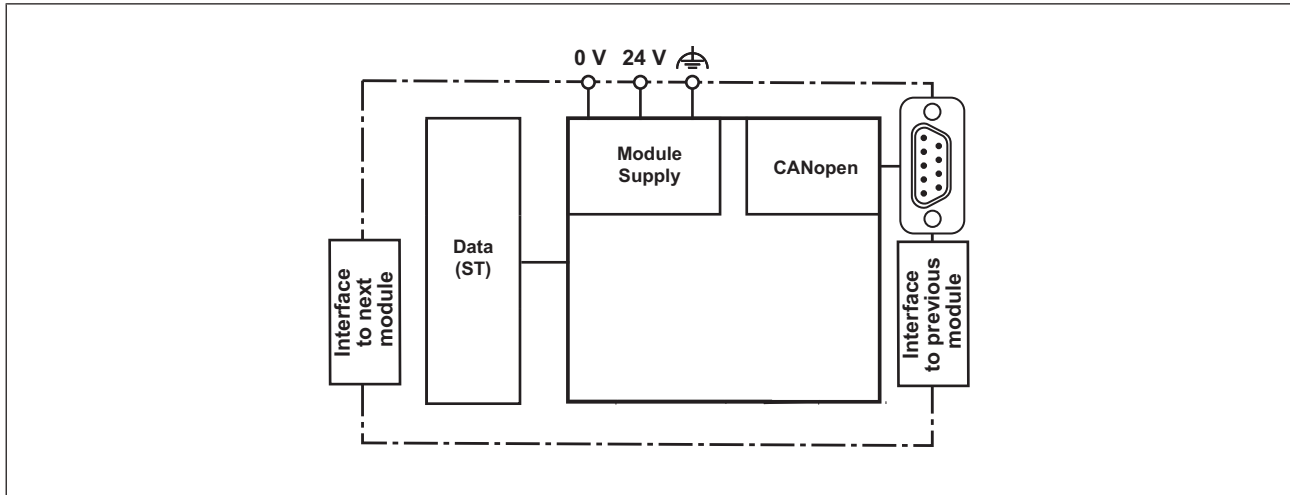 0 V 24 V
Module
Supply
CANopen
Data
(ST)
Interface
to next
module
Interface
to previous
module